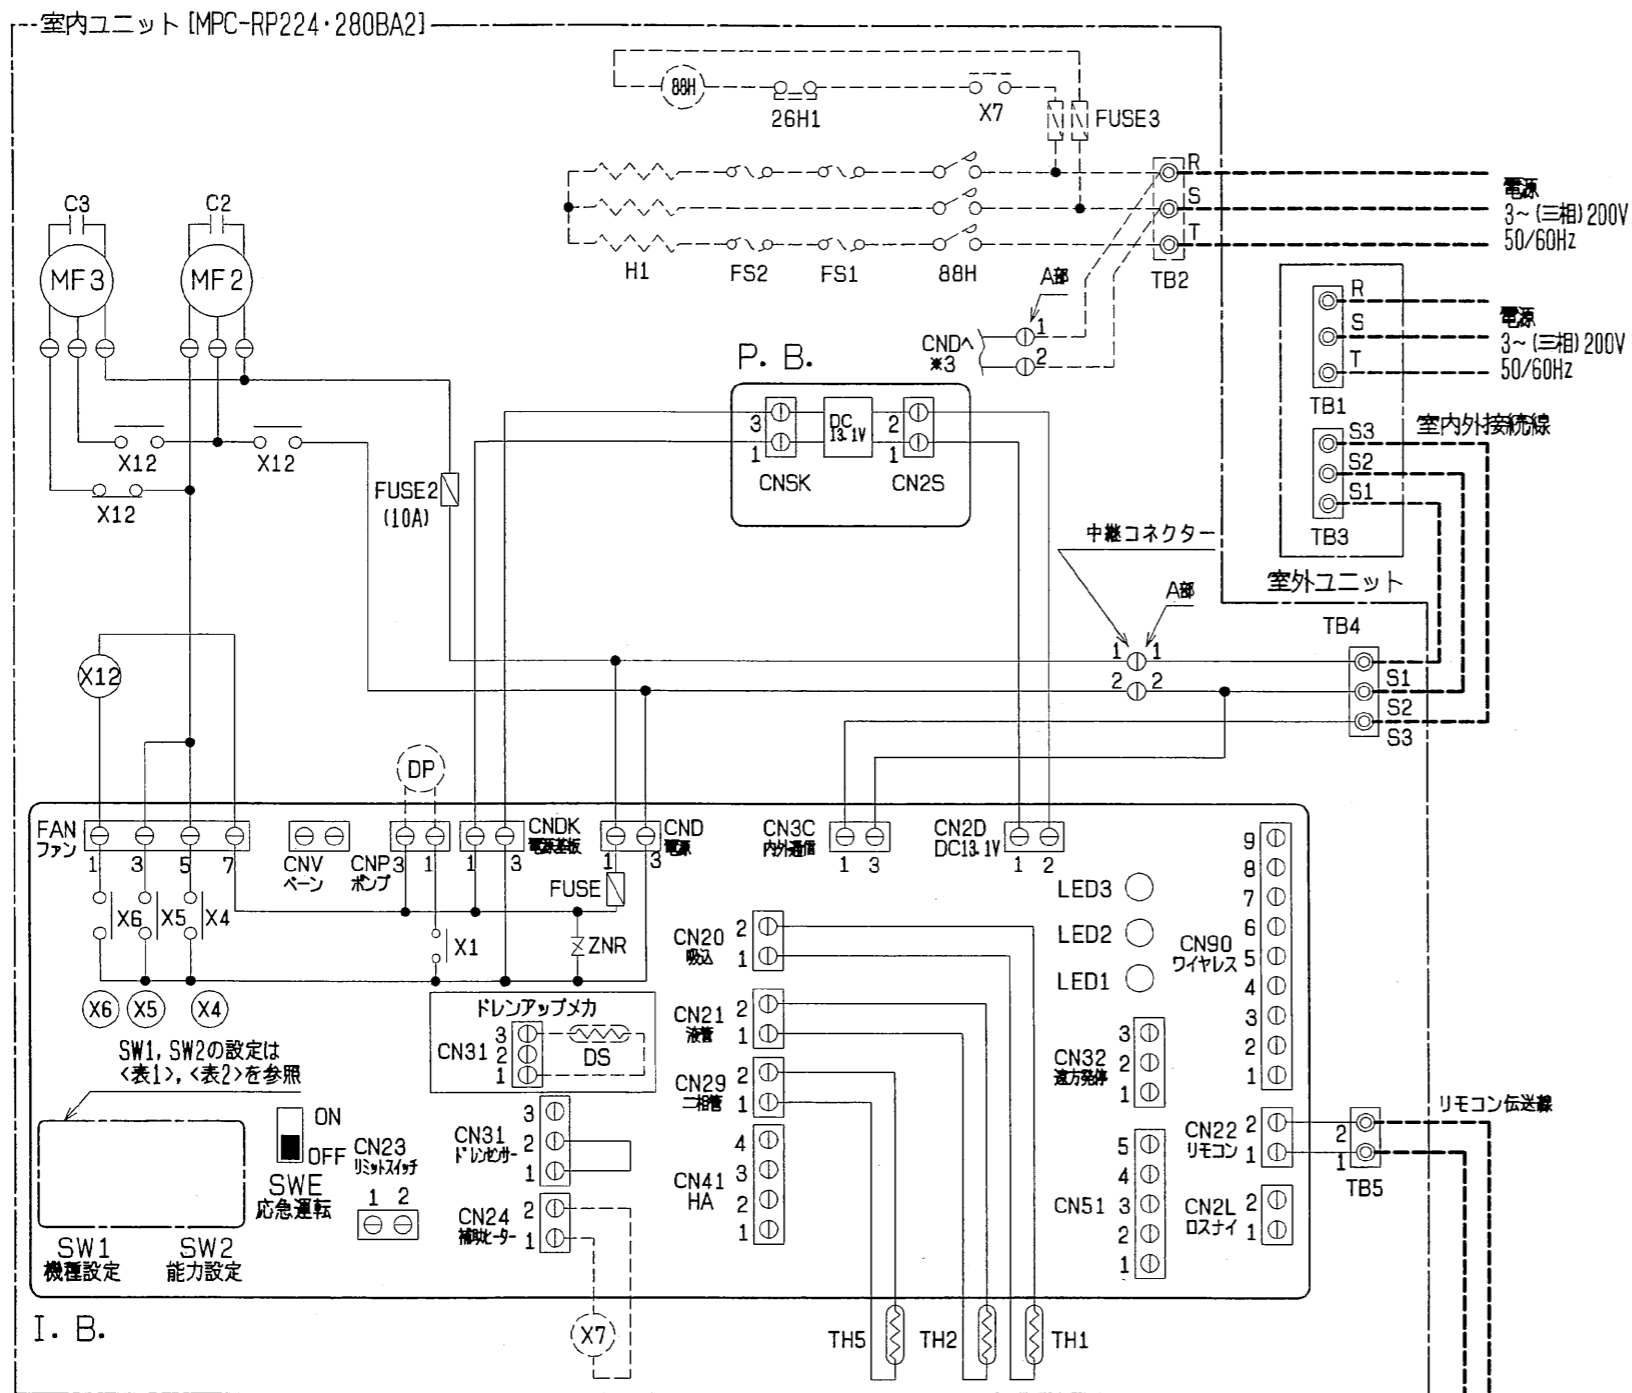 室内ユニット [MPC-RP224・280BA2]
88H
26H1
X7
FUSE3
R
S
T
電源
3~(三相)200V
50/60Hz
H1
FS2
FS1
88H
TB2
C3
C2
MF3
MF2
A部
CNDへ
※3
1
2
R
S
T
電源
3~(三相)200V
50/60Hz
TB1
室内外接続線
S3
S2
S1
TB3
室外ユニット
P. B.
3
1
DC
13.1V
2
1
CNSK
CN2S
X12
X12
X12
FUSE2
(10A)
中継コネクター
A部
1 1
2 2
TB4
S1
S2
S3
X12
DP
FAN
ファン
1 3 5 7
CNV
ベーン
CNP
ポンプ
3 1
CNDK
電源基板
1 3
CND
電源
1 3
CN3C
内外通信
1 3
CN2D
DC13.1V
1 2
FUSE
X6
X5
X4
X1
ZNR
X6
X5
X4
SW1,SW2の設定は
<表1>,<表2>を参照
ドレンアップメカ
CN31
3
2
1
DS
CN20
吸込
2
1
CN21
液管
2
1
CN29
二相管
2
1
CN41
HA
4
3
2
1
LED3
LED2
LED1
CN90
ワイヤレス
9
8
7
6
5
4
3
2
1
CN32
遠方発停
3
2
1
CN51
5
4
3
2
1
CN22
リモコン
2
1
CN2L
ロスナイ
2
1
リモコン伝送線
2
1
TB5
ON
OFF
SWE
応急運転
CN23
リミットスイッチ
1 2
CN31
ドレンセンサー
3
2
1
CN24
補助ヒーター
2
1
SW1
機種設定
SW2
能力設定
I. B.
X7
TH5
TH2
TH1